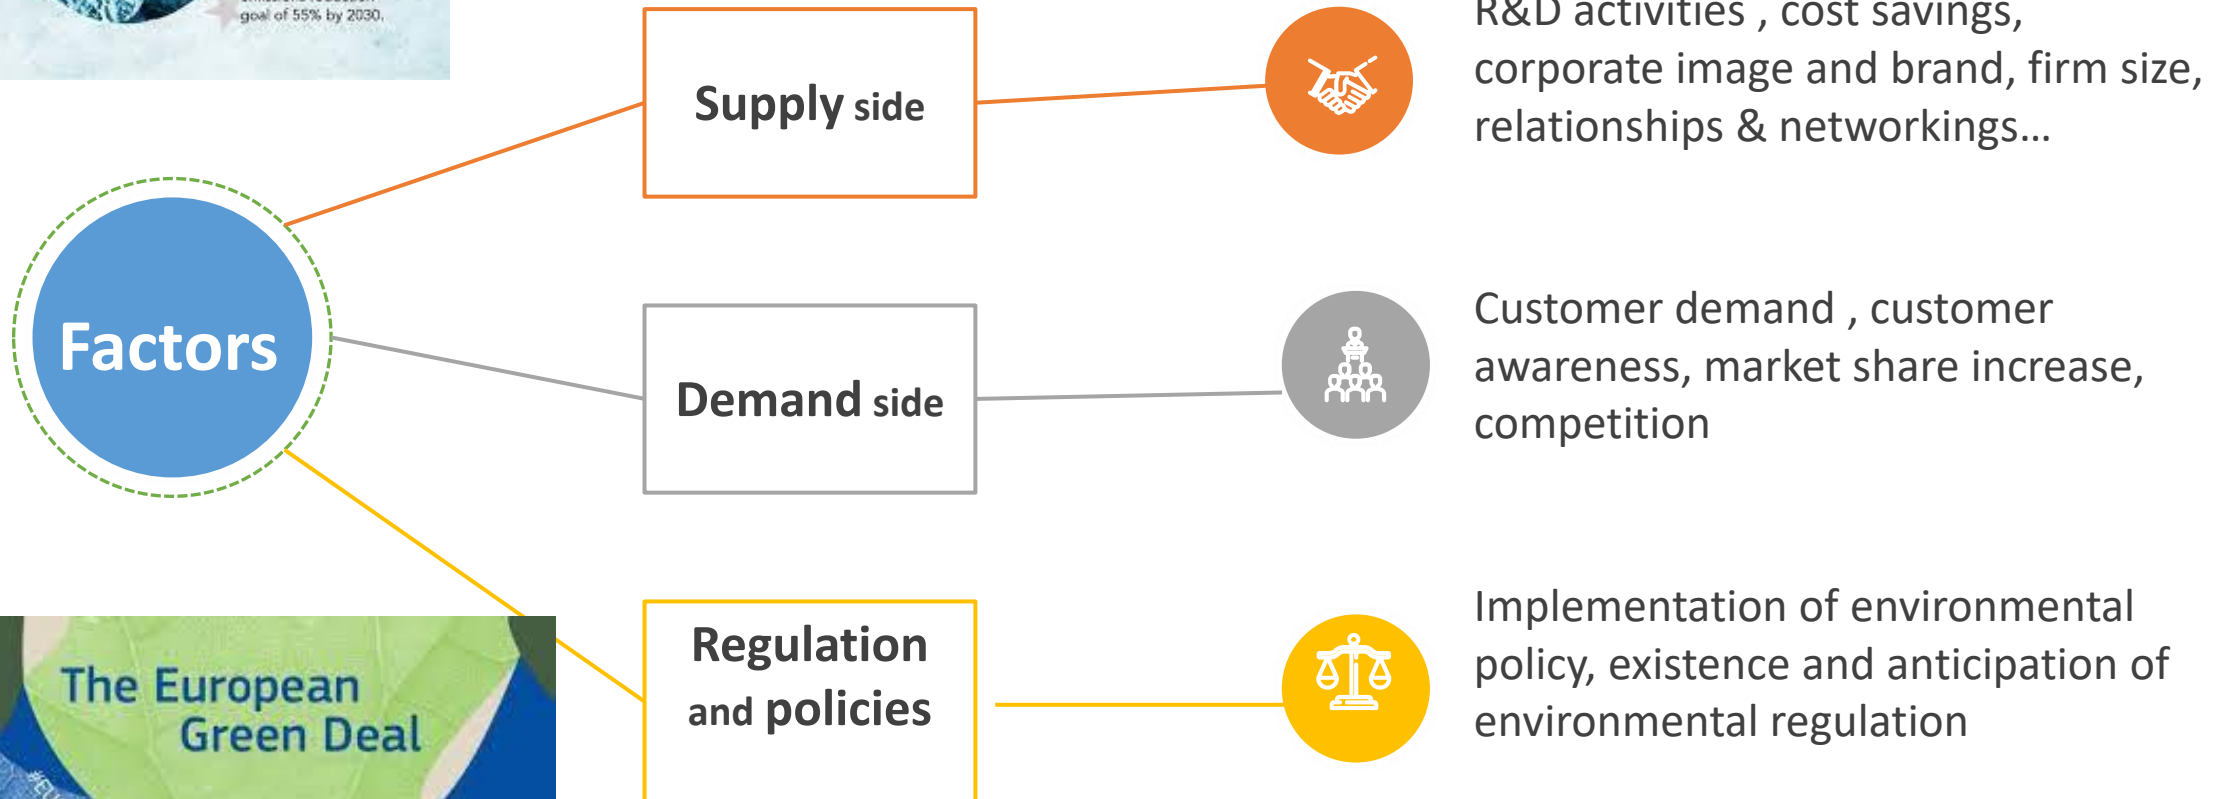 goal of 55% by 2030.
R&D activities , cost savings,
corporate image and brand, firm size,
relationships & networkings…
Supply side
Factors
Customer demand , customer
awareness, market share increase,
competition
Demand side
Implementation of environmental
policy, existence and anticipation of
environmental regulation
Regulation
and policies
The European
Green Deal
#EU